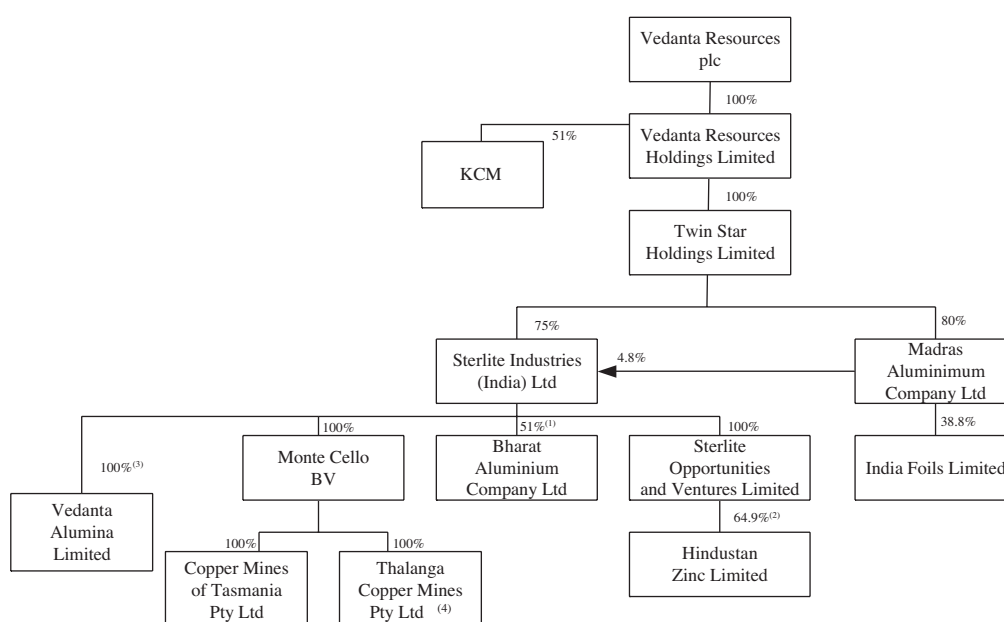 Vedanta Resources
plc
100%
51%
Vedanta Resources
Holdings Limited
KCM
100%
Twin Star
Holdings Limited
75%
80%
Sterlite Industries
(India) Ltd
4.8%
Madras
Aluminimum
Company Ltd
100%(3)
100%
51%(1)
100%
38.8%
Monte Cello
BV
Bharat
Aluminium
Company Ltd
Sterlite
Opportunities
and Ventures Limited
India Foils Limited
Vedanta
Alumina
Limited
64.9%(2)
100%
100%
Copper Mines
of Tasmania
Pty Ltd
Thalanga
Copper Mines
Pty Ltd (4)
Hindustan
Zinc Limited